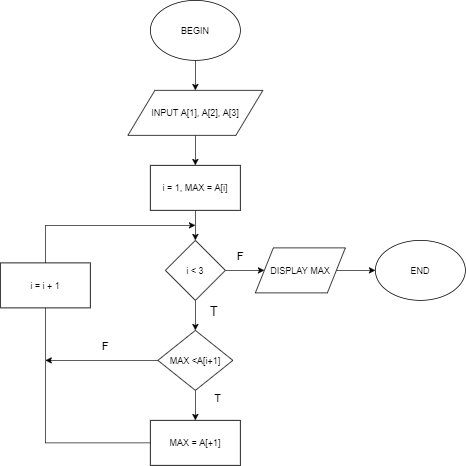 BEGIN
INPUT A[1], A[2], A[3]
i = 1, MAX = A[i]
i < 3
F
DISPLAY MAX
END
i = i + 1
T
F
MAX <A[i+1]
T
MAX = A[+1]